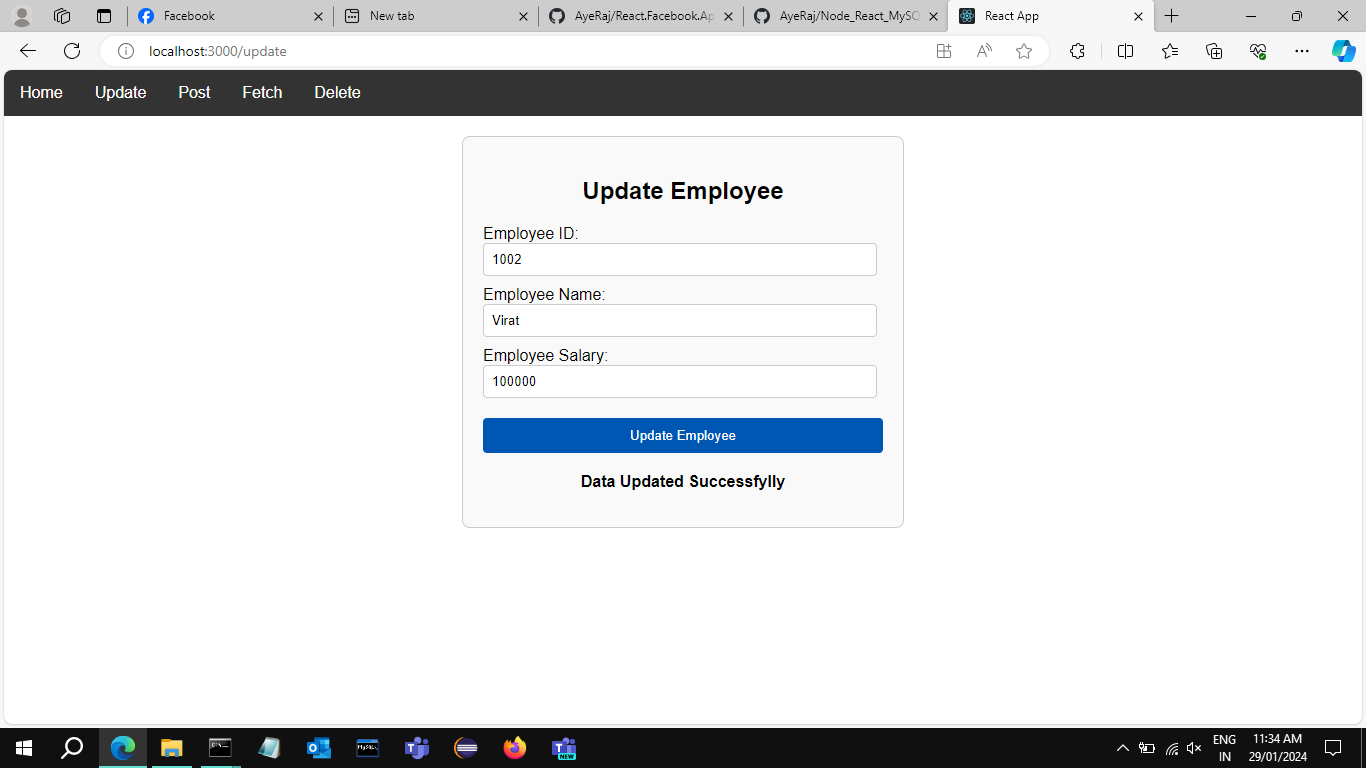 Facebook
New tab
AyeRaj/React.Facebook.Ap
AyeRaj/Node_React_MySQ
React App
localhost:3000/update
Home
Update
Post
Fetch
Delete
Update Employee
Employee ID:
1002
Employee Name:
Virat
Employee Salary:
100000
Update Employee
Data Updated Successfylly
ENG
IN
11:34 AM
29/01/2024
NEW